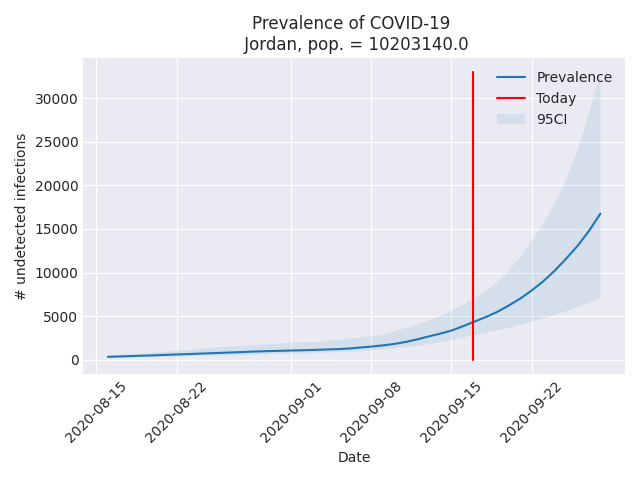 Prevalence of COVID-19
Jordan, pop. = 10203140.0
Prevalence
Today
95CI
30000
25000
20000
15000
10000
5000
0
# undetected infections
2020-08-15
2020-08-22
2020-09-01
2020-09-08
2020-09-15
2020-09-22
Date